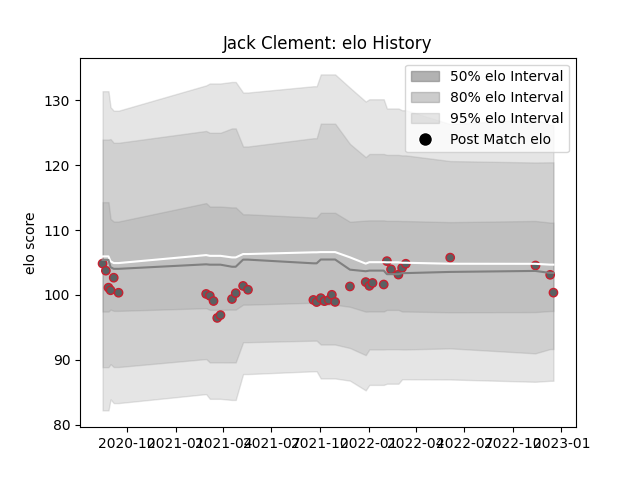 Jack Clement: elo History
50% elo Interval
80% elo Interval
95% elo Interval
Post Match elo
elo score
130
120
110
100
90
80
2020-10
2021-01
2021-04
2021-07
2021-10
2022-01
2022-04
2022-07
2022-10
2023-01